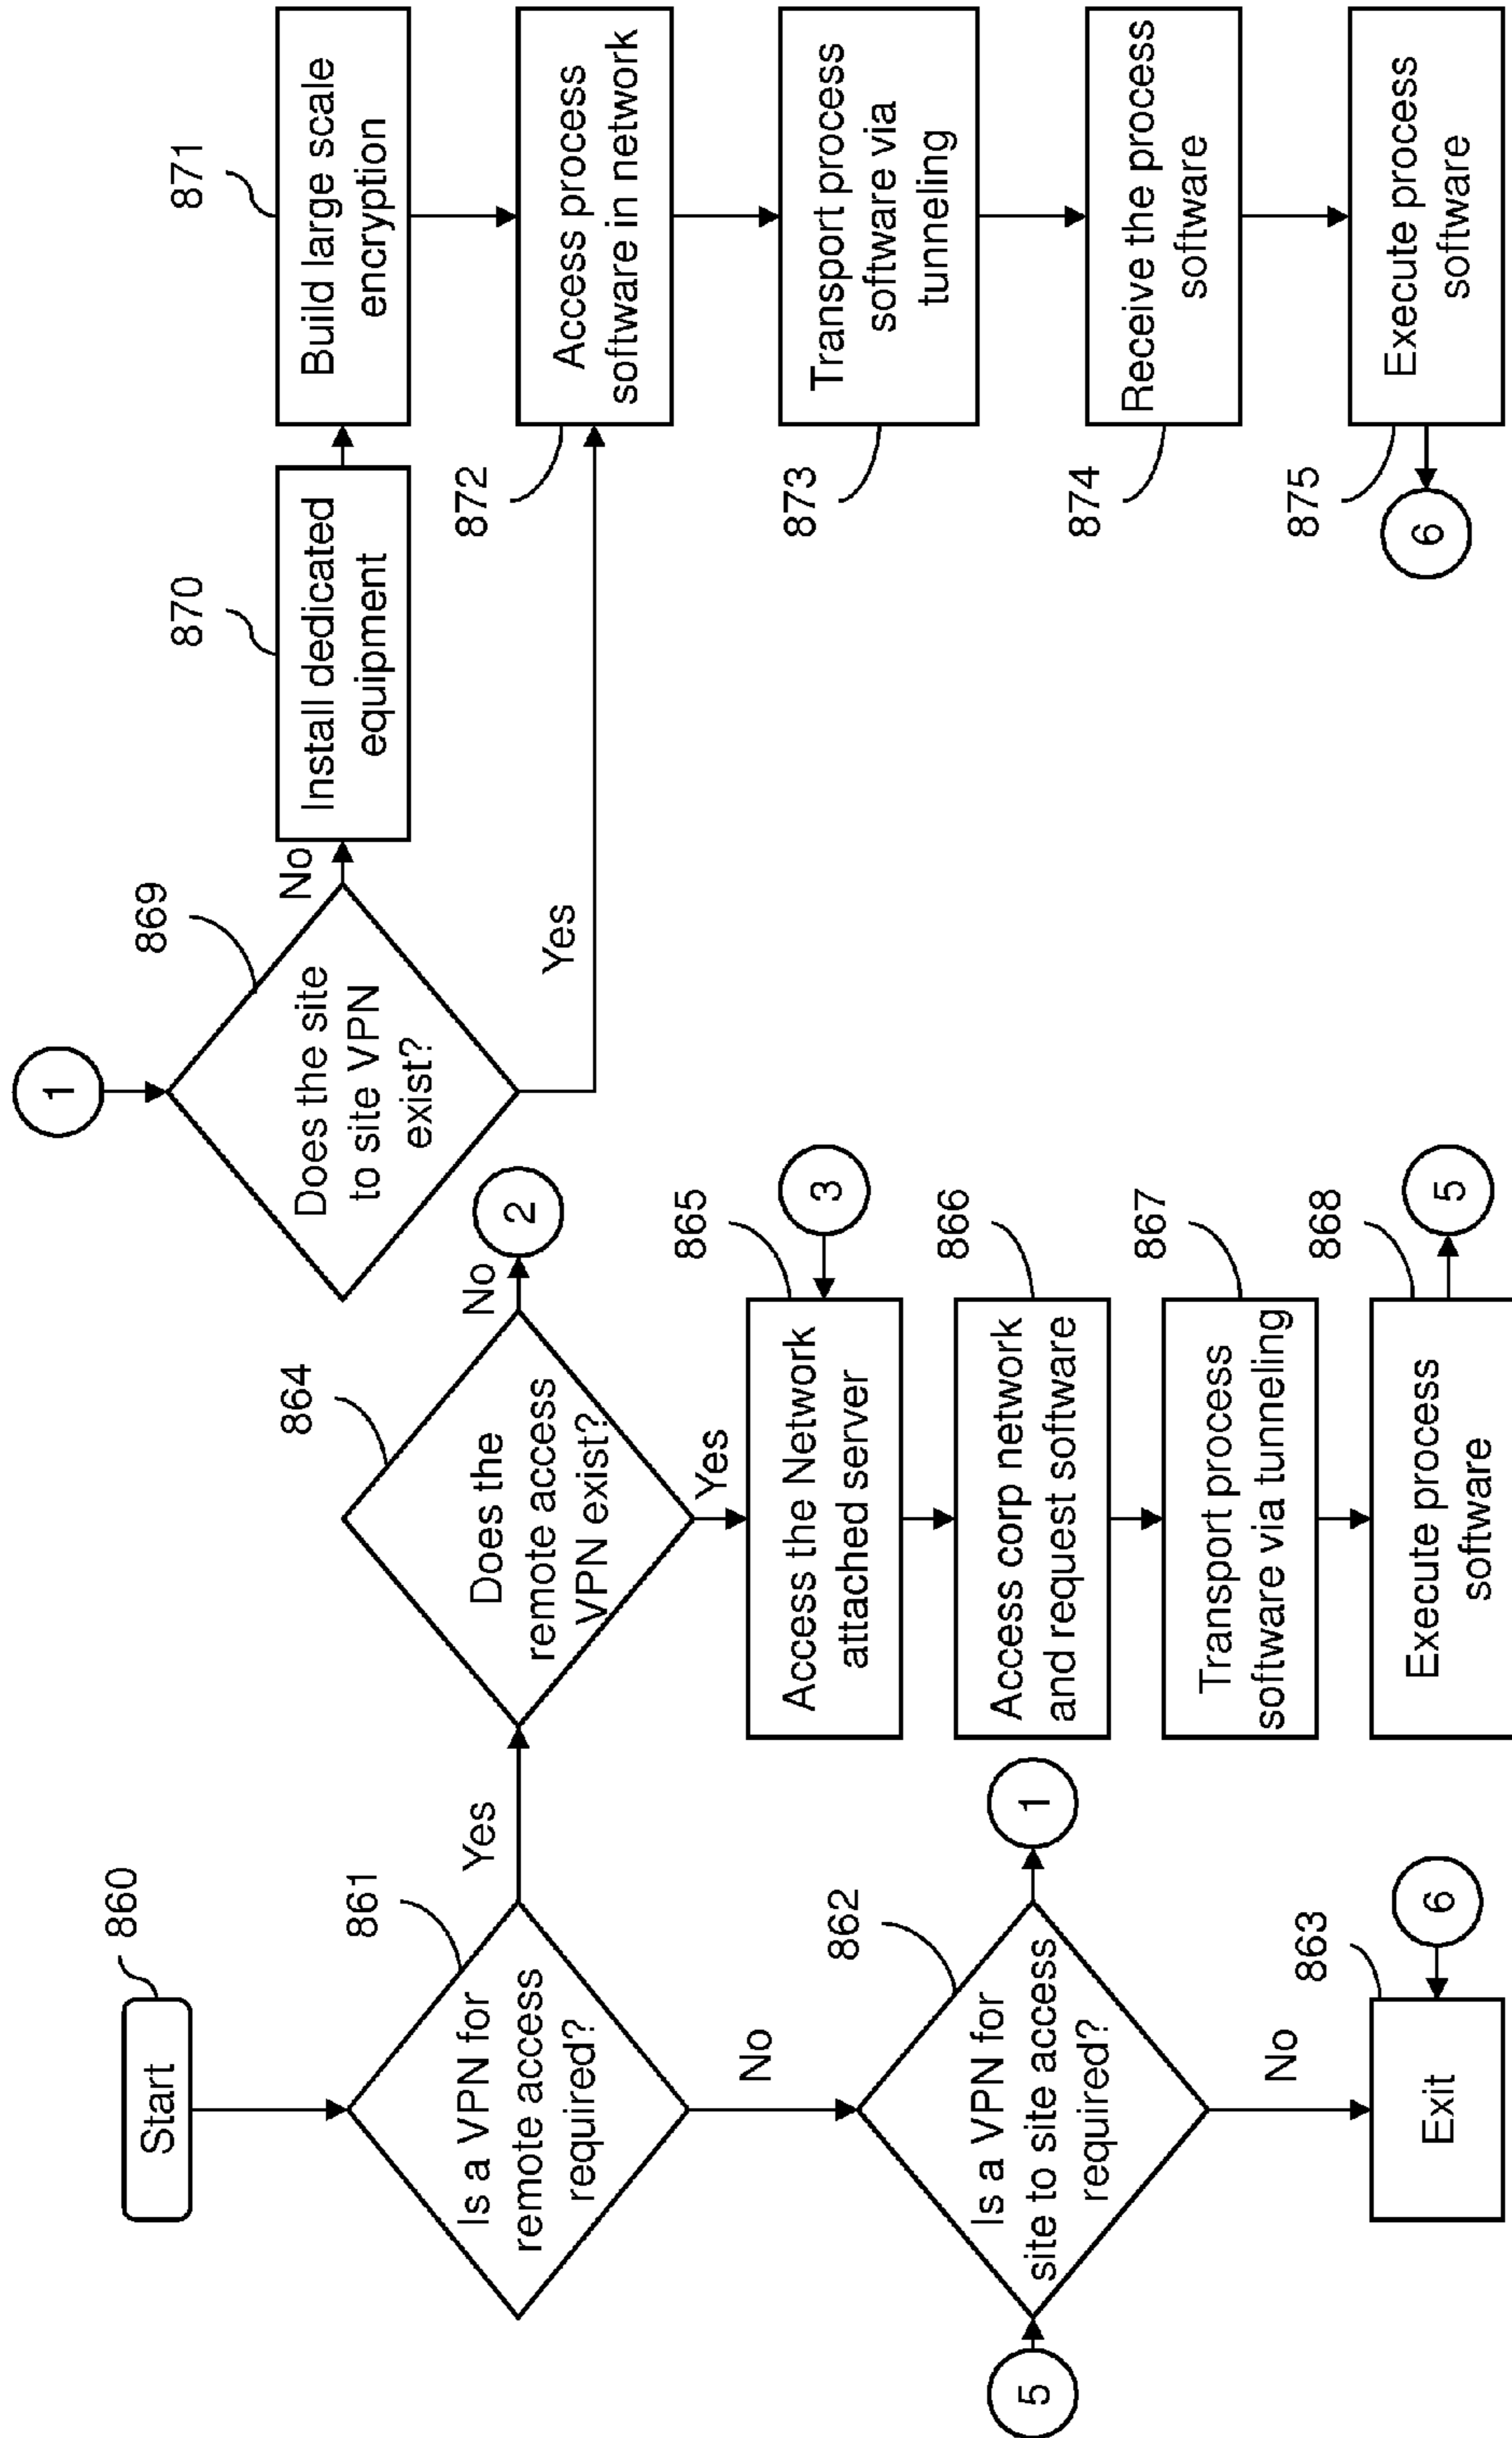 860
Start
861
Is a VPN for
remote access
required?
Yes
No
862
Is a VPN for
site to site access
required?
5
1
No
863
Exit
6
864
Does the
remote access
VPN exist?
No
2
Yes
865
Access the Network
attached server
3
866
Access corp network
and request software
867
Transport process
software via tunneling
868
Execute process
software
5
1
869
Does the site
to site VPN
exist?
No
Yes
870
Install dedicated
equipment
871
Build large scale
encryption
872
Access process
software in network
873
Transport process
software via
tunneling
874
Receive the process
software
875
Execute process
software
6